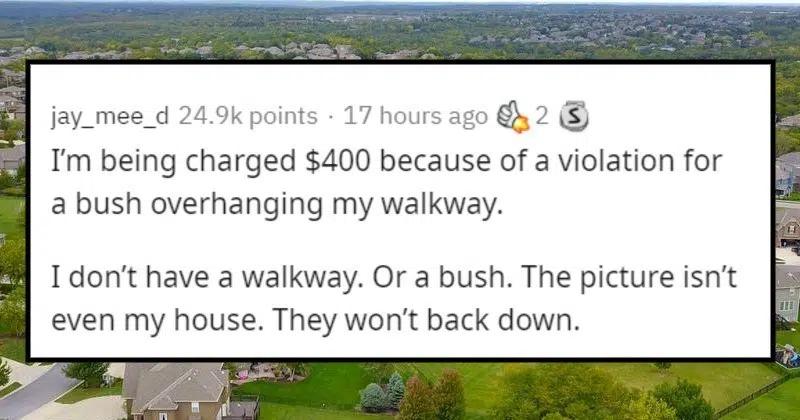 jay_mee_d 24.9k points · 17 hours ago 2 S
I’m being charged $400 because of a violation for
a bush overhanging my walkway.
I don’t have a walkway. Or a bush. The picture isn’t
even my house. They won’t back down.